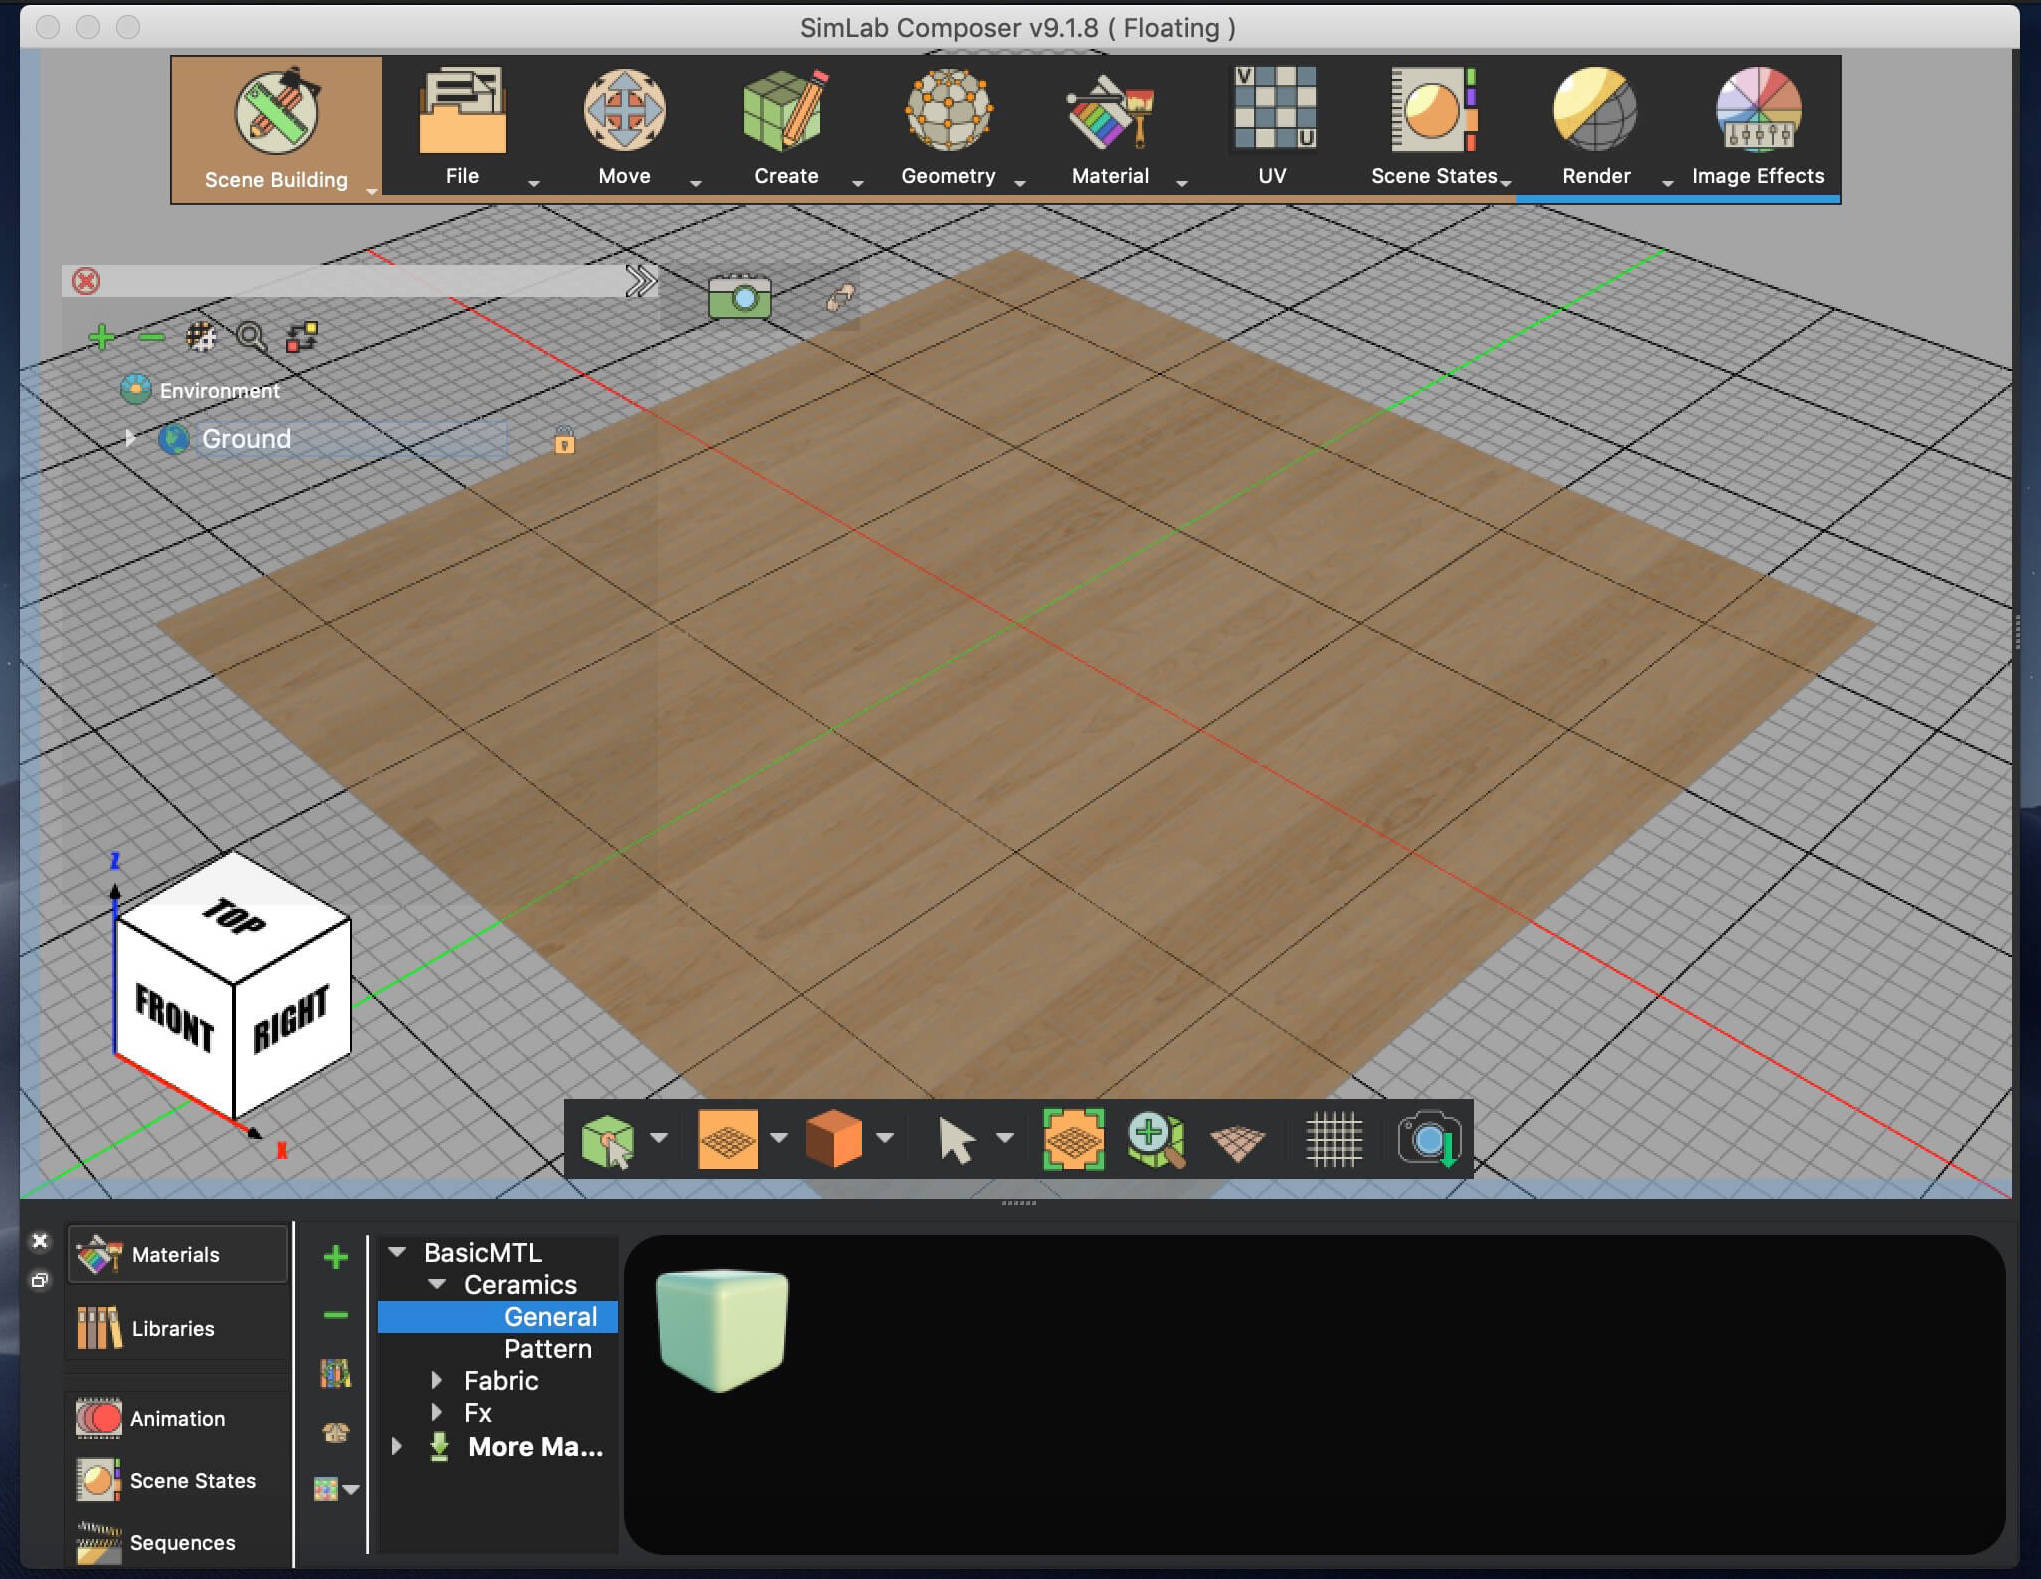 SimLab Composer v9.1.8 ( Floating )
Scene Building
File
Move
Create
Geometry
Material
V
U
UV
Scene States
Render
Image Effects
Environment
Ground
Z
TOP
FRONT
RIGHT
X
Materials
Libraries
Animation
Scene States
Sequences
BasicMTL
Ceramics
General
Pattern
Fabric
Fx
More Ma...